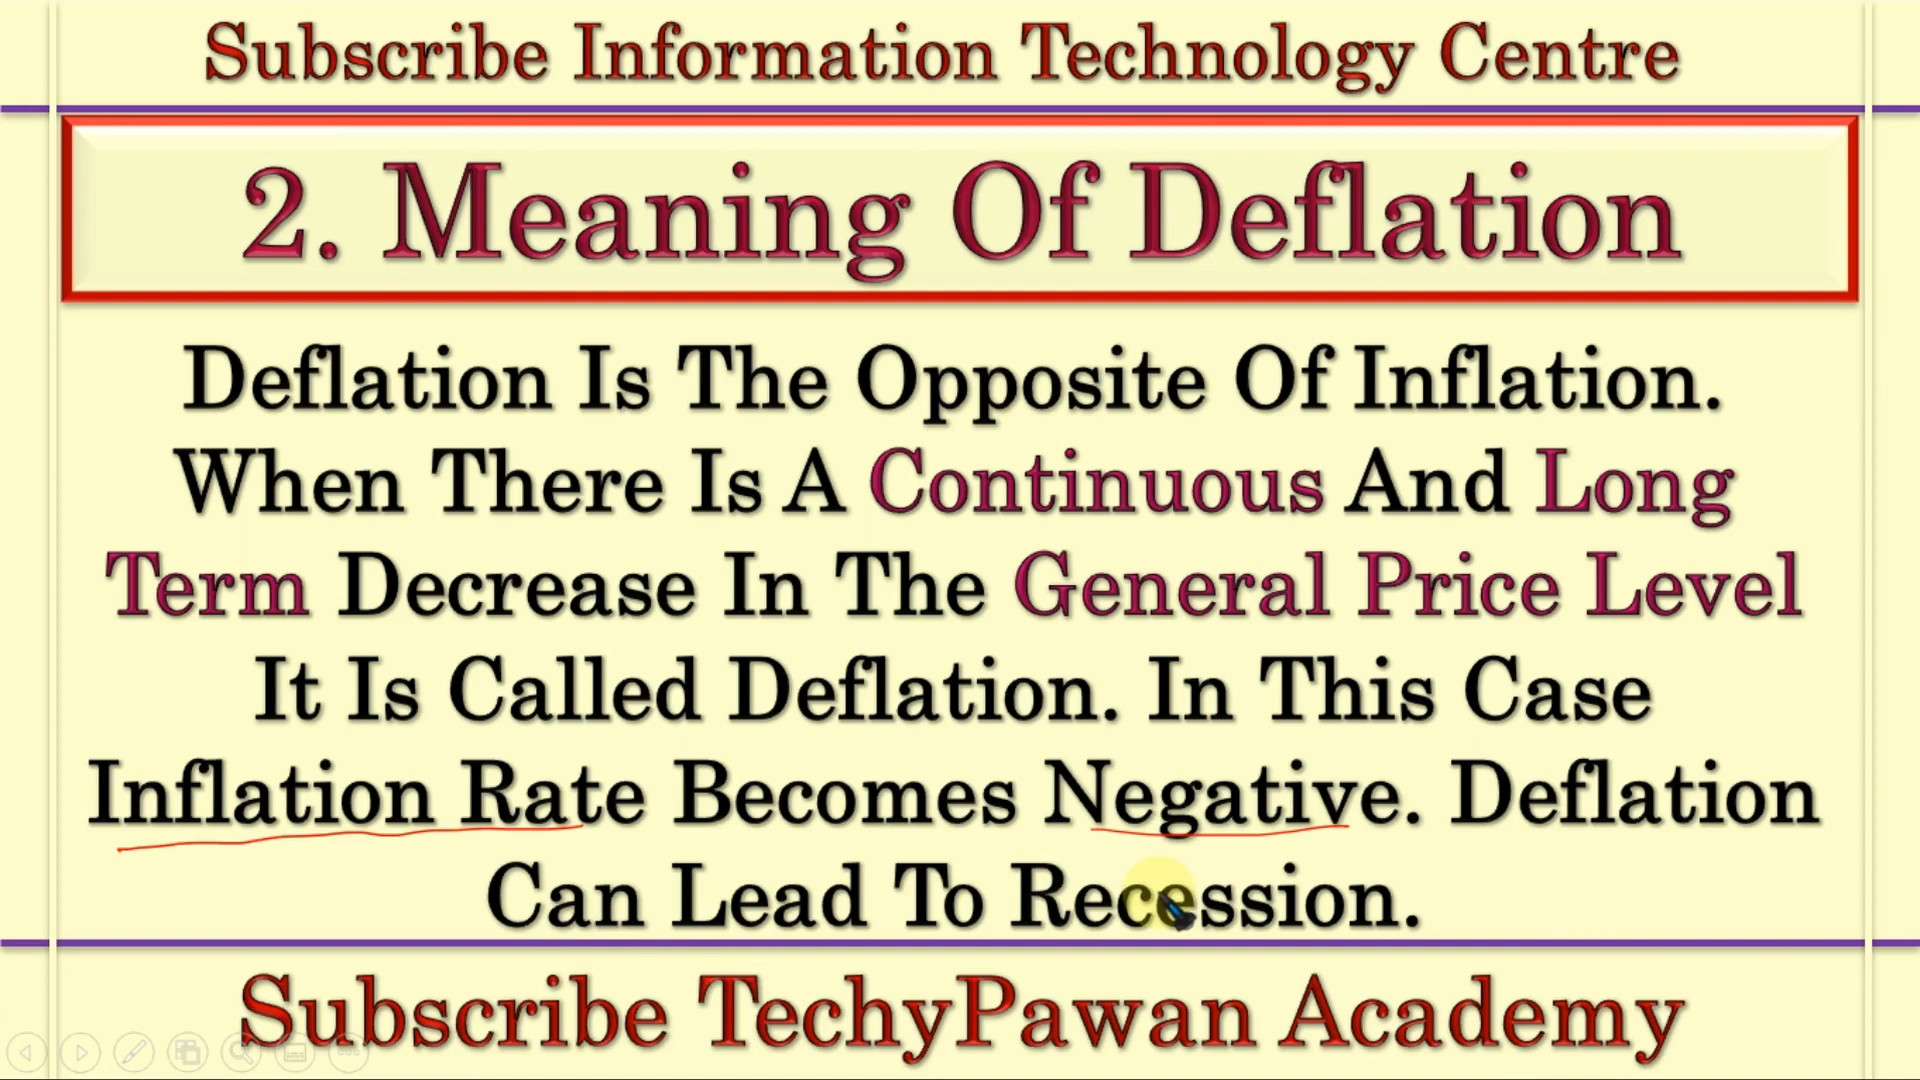 Subscribe Information Technology Centre
2. Meaning Of Deflation
Deflation Is The Opposite Of Inflation.
When There Is A Continuous And Long
Term Decrease In The General Price Level
It Is Called Deflation. In This Case
Inflation Rate Becomes Negative. Deflation
Can Lead To Recession.
Subscribe TechyPawan Academy